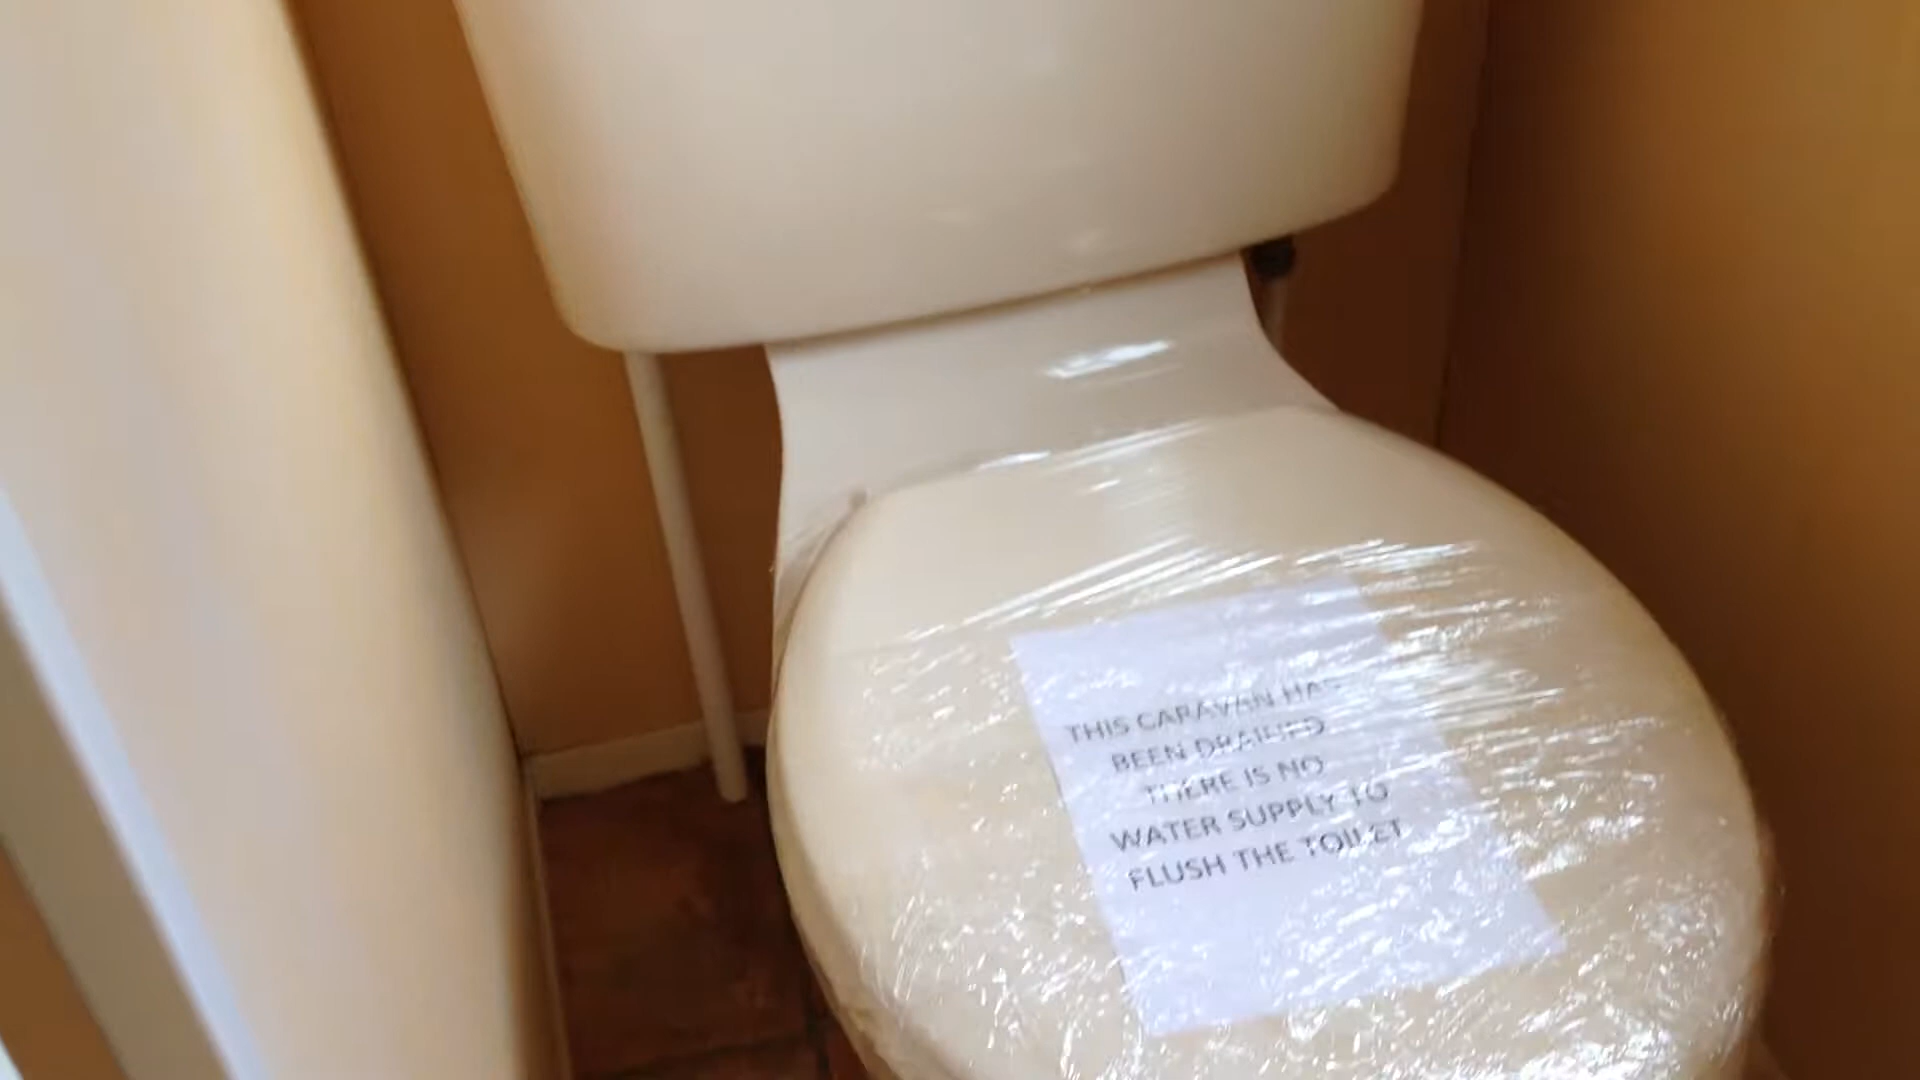 THIS CARAVAN HAS
BEEN DRAINED
THERE IS NO
WATER SUPPLY TO
FLUSH THE TOILET